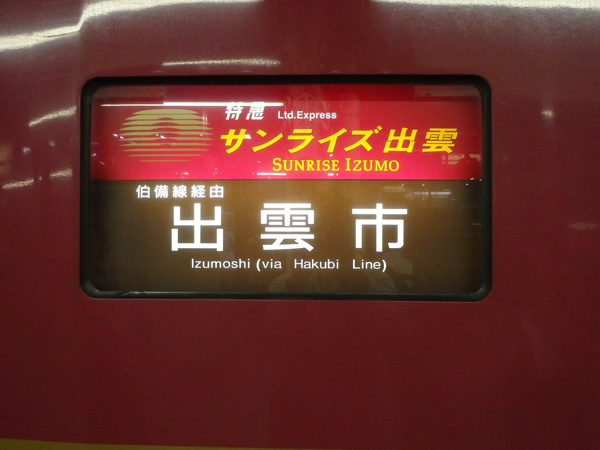 特急 Ltd.Express
サンライズ出雲
SUNRISE IZUMO
伯備線経由
出雲市
Izumoshi (via Hakubi Line)